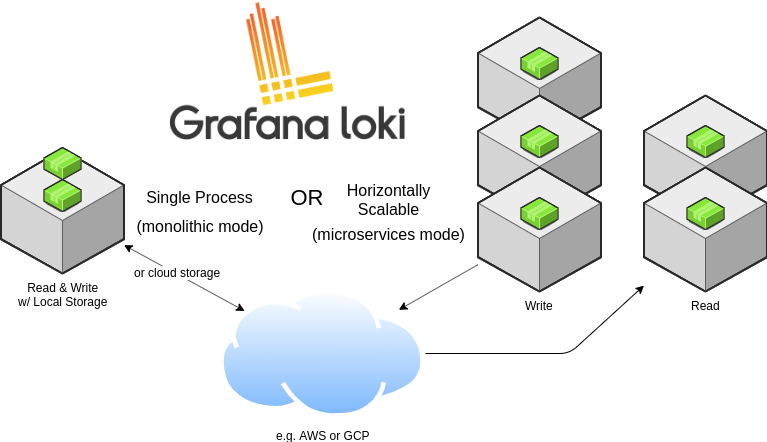 Grafana loki
Single Process
(monolithic mode)
OR
Horizontally
Scalable
(microservices mode)
or cloud storage
Read & Write
w/ Local Storage
Write
Read
e.g. AWS or GCP